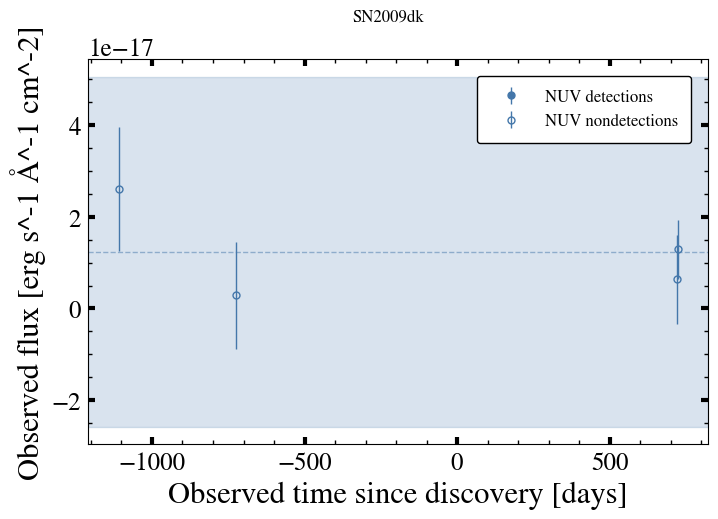 SN2009dk
1e−17
NUV detections
NUV nondetections
4
2
0
−2
Observed flux [erg s^-1 Å^-1 cm^-2]
−1000
−500
0
500
Observed time since discovery [days]